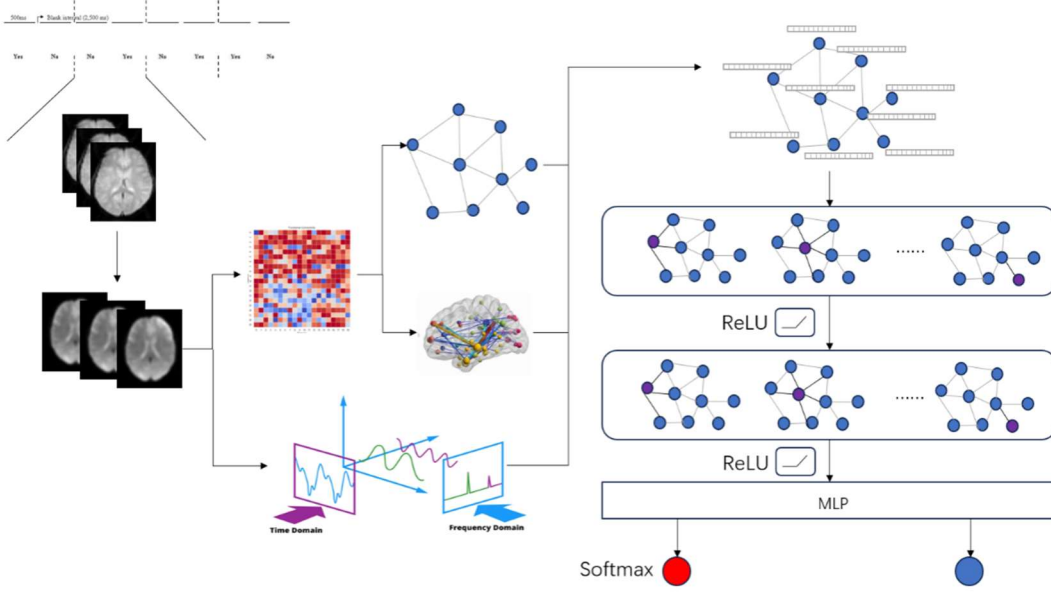 500ms Blank interval (2,500 ms)
Yes No No Yes No Yes Yes No
ReLU
ReLU
Time Domain
Frequency Domain
MLP
Softmax